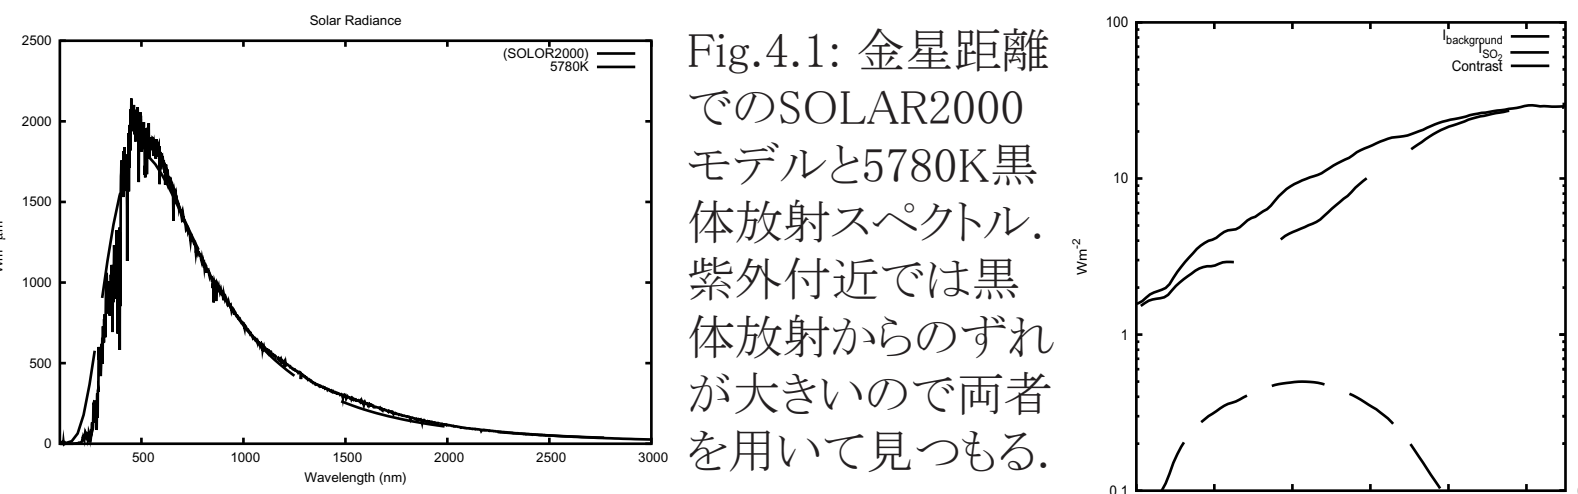 Solar Radiance
2500
2000
1500
1000
500
0
(SOLOR2000)
5780K
500
1000
1500
2000
2500
3000
Wavelength (nm)
Fig.4.1: 金星距離
でのSOLAR2000
モデルと5780K黒
体放射スペクトル.
紫外付近では黒
体放射からのずれ
が大きいので両者
を用いて見つもる.
100
10
1
0.1
Wm-2
Ibackground
ISO2
Contrast